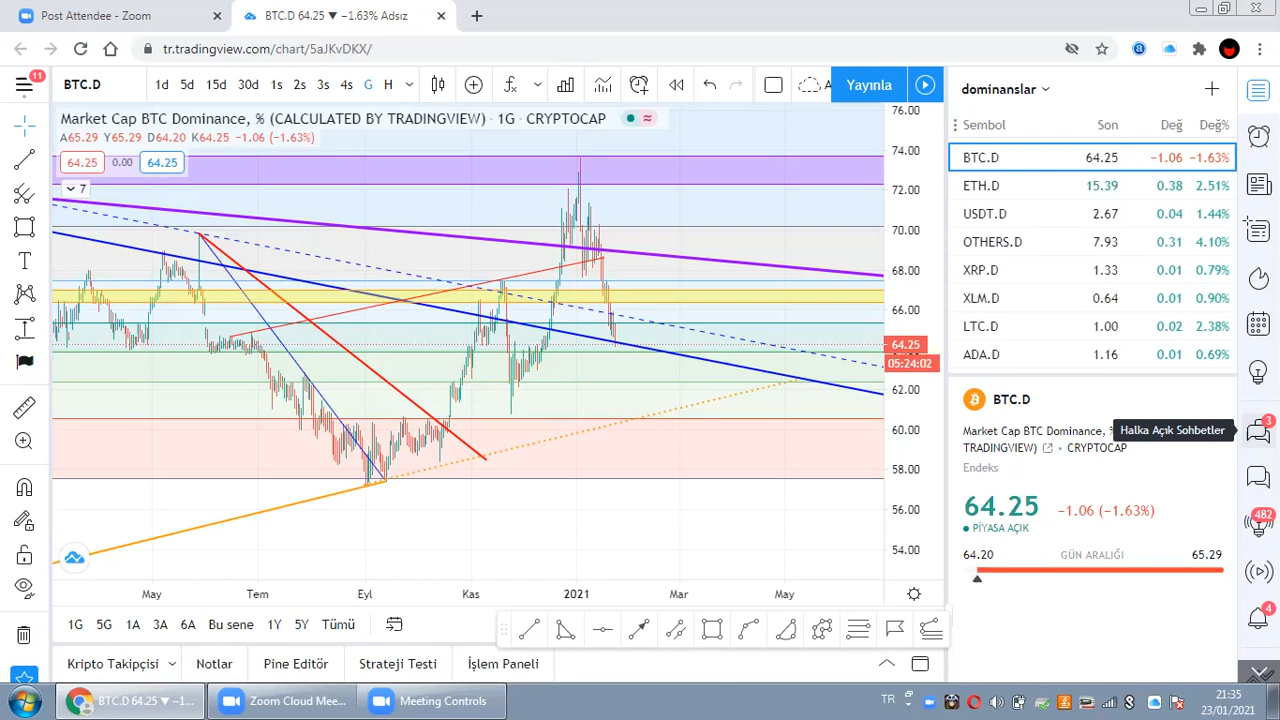 Post Attendee - Zoom
BTC.D 64.25 ▼ −1.63% Adsız
tr.tradingview.com/chart/5aJKvDKX/
11
BTC.D
1d 5d 15d 30d 1s 2s 3s 4s G H
Yayınla
Market Cap BTC Dominance, % (CALCULATED BY TRADINGVIEW) · 1G · CRYPTOCAP
A65.29 Y65.29 D64.20 K64.25 −1.06 (−1.63%)
64.25 0.00 64.25
7
76.00
74.00
72.00
70.00
68.00
66.00
64.25
05:24:02
62.00
60.00
58.00
56.00
54.00
May Tem Eyl Kas 2021 Mar May
1G 5G 1A 3A 6A Bu sene 1Y 5Y Tümü
Kripto Takipçisi Notlar Pine Editör Strateji Testi İşlem Paneli
dominanslar
Sembol Son Değ Değ%
BTC.D 64.25 −1.06 −1.63%
ETH.D 15.39 0.38 2.51%
USDT.D 2.67 0.04 1.44%
OTHERS.D 7.93 0.31 4.10%
XRP.D 1.33 0.01 0.79%
XLM.D 0.64 0.01 0.90%
LTC.D 1.00 0.02 2.38%
ADA.D 1.16 0.01 0.69%
BTC.D
Market Cap BTC Dominance, %
Halka Açık Sohbetler
3
TRADINGVIEW) • CRYPTOCAP
Endeks
64.25 −1.06 (−1.63%)
PİYASA AÇIK
482
64.20 GÜN ARALIĞI 65.29
4
BTC.D 64.25 ▼ −1...
Zoom Cloud Mee...
Meeting Controls
TR
21:35
23/01/2021